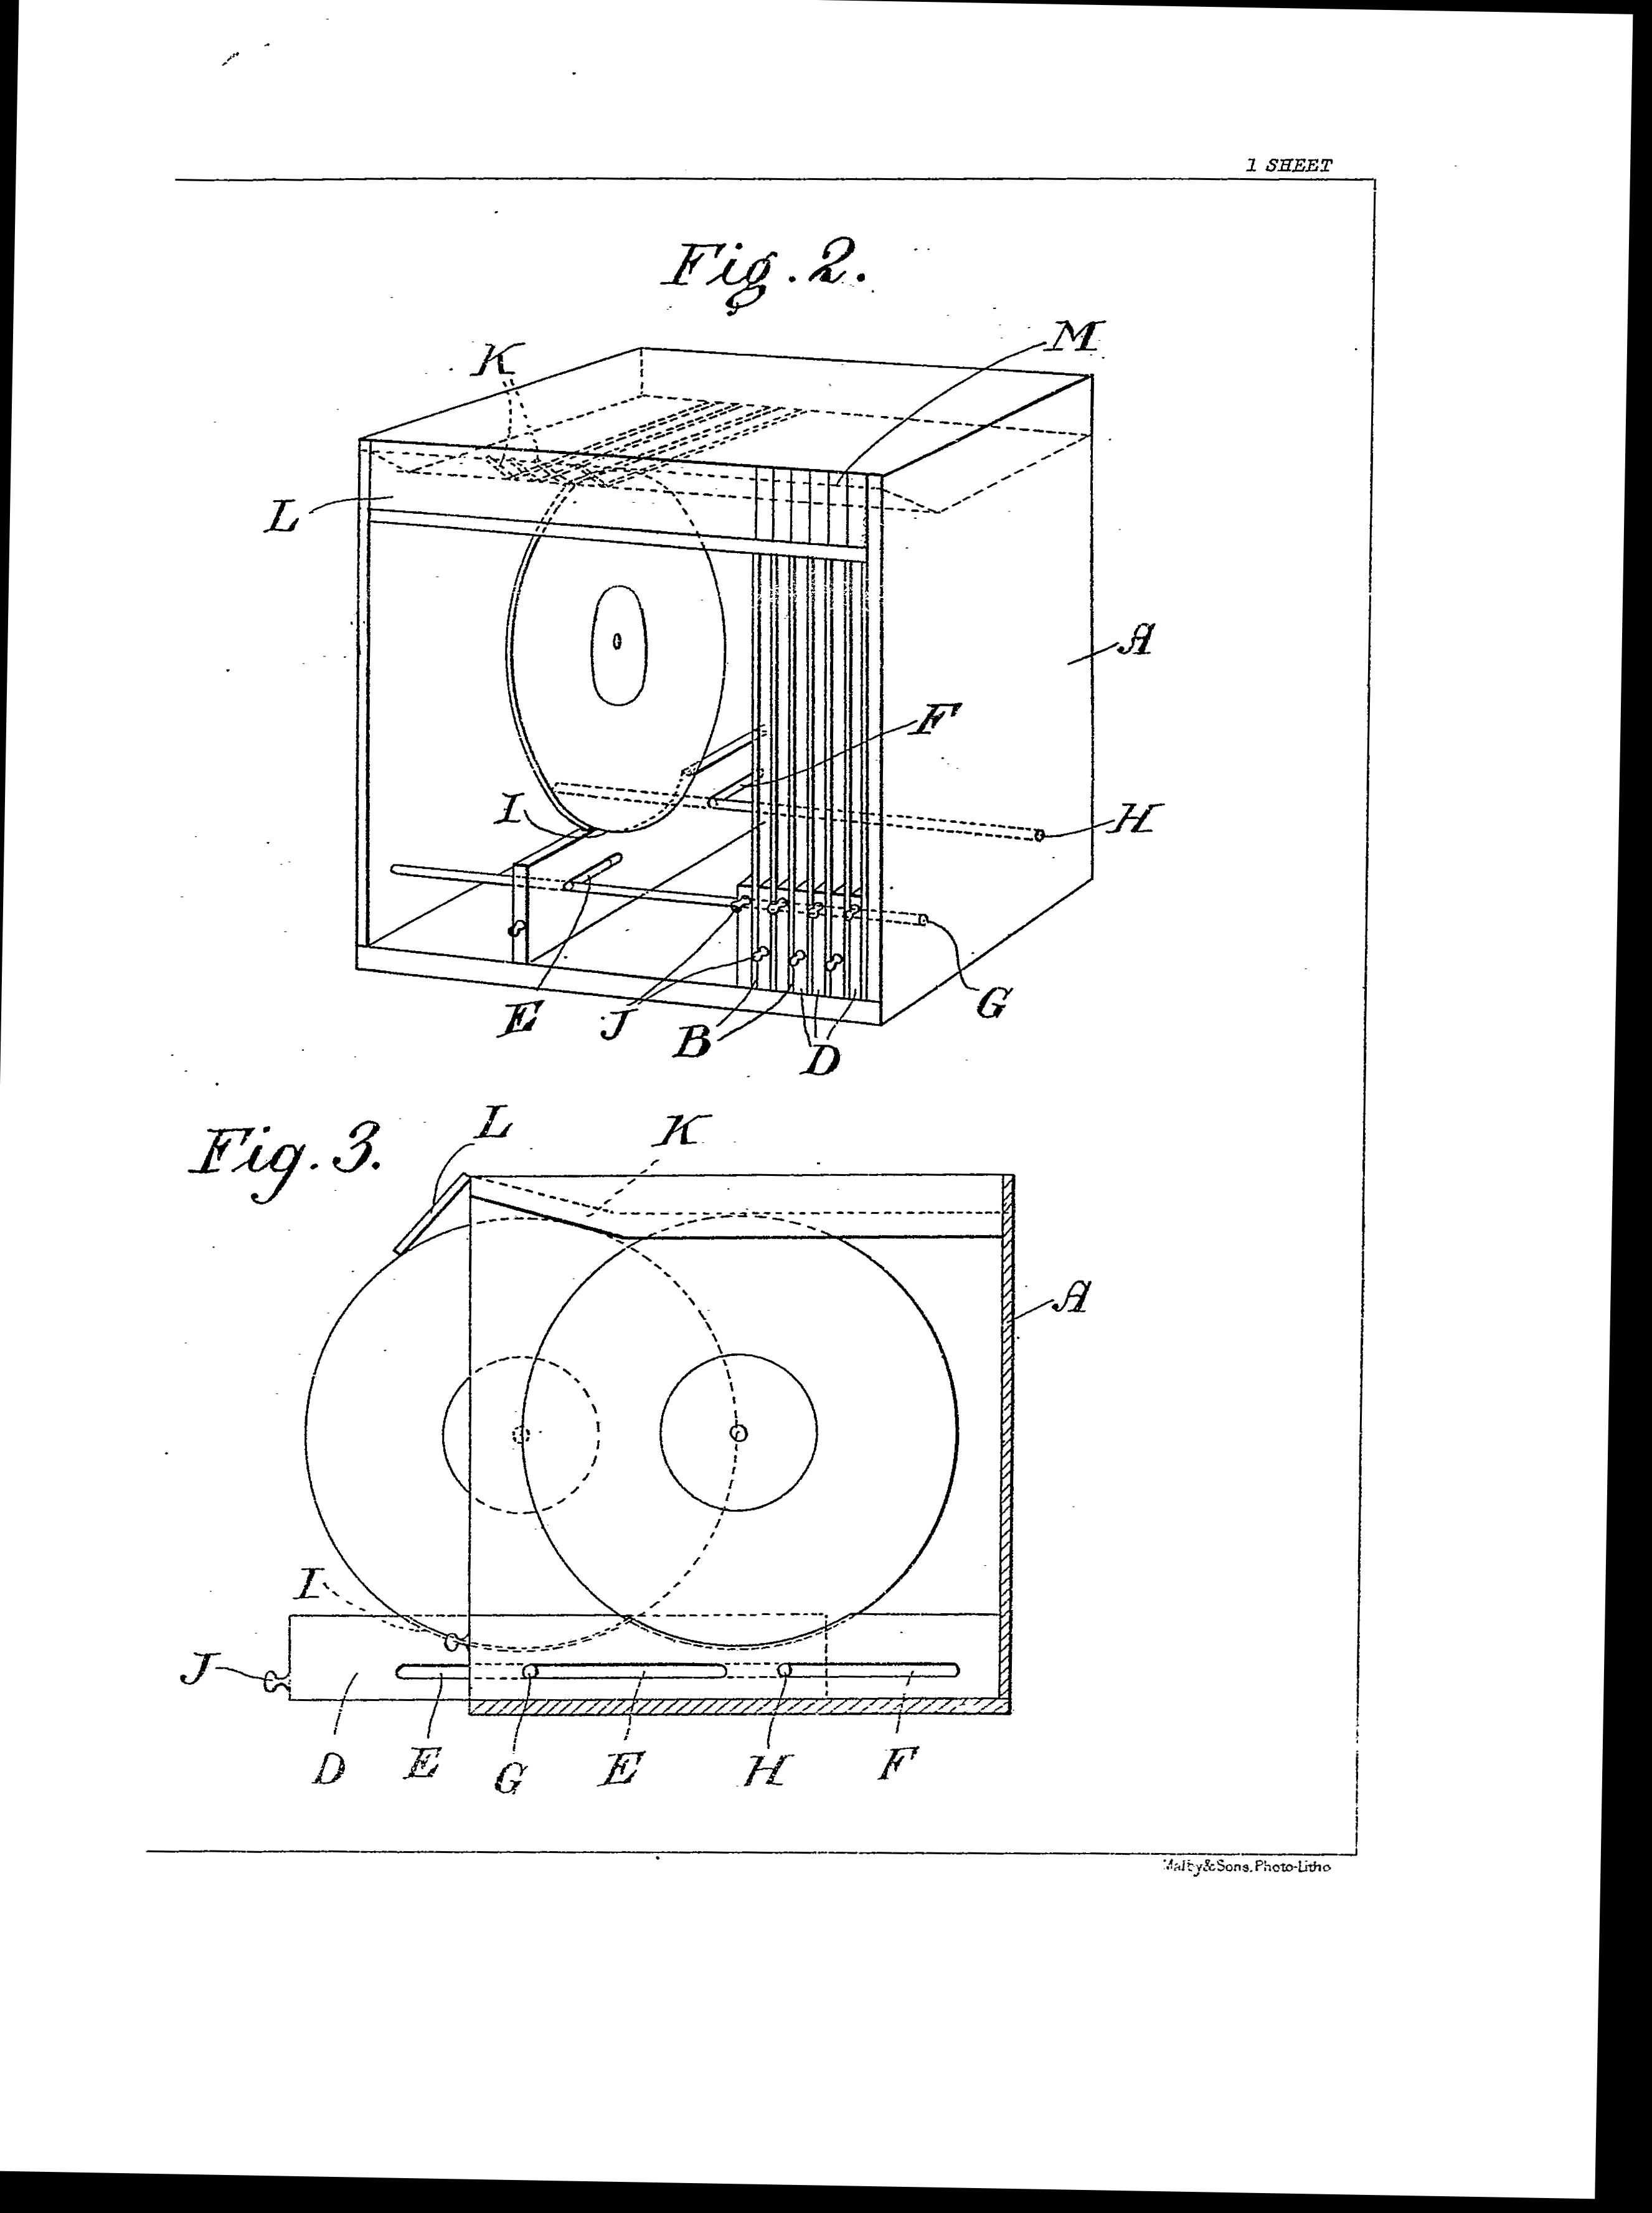 1 SHEET
Fig. 2.
K
M
L
A
F
I
H
E
J
B
D
G
Fig. 3.
L
K
A
I
J
D
E
G
E
H
F
Malby&Sons. Photo-Litho